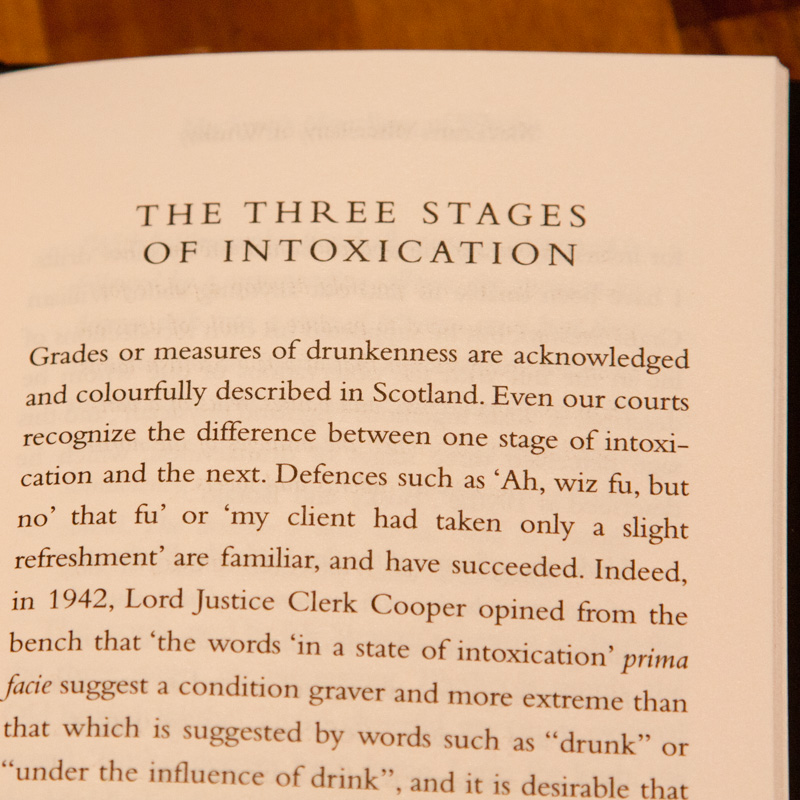 THE THREE STAGES
OF INTOXICATION
Grades or measures of drunkenness are acknowledged
and colourfully described in Scotland. Even our courts
recognize the difference between one stage of intoxi-
cation and the next. Defences such as ‘Ah, wiz fu, but
no’ that fu’ or ‘my client had taken only a slight
refreshment’ are familiar, and have succeeded. Indeed,
in 1942, Lord Justice Clerk Cooper opined from the
bench that ‘the words ‘in a state of intoxication’ prima
facie suggest a condition graver and more extreme than
that which is suggested by words such as “drunk” or
“under the influence of drink”, and it is desirable that